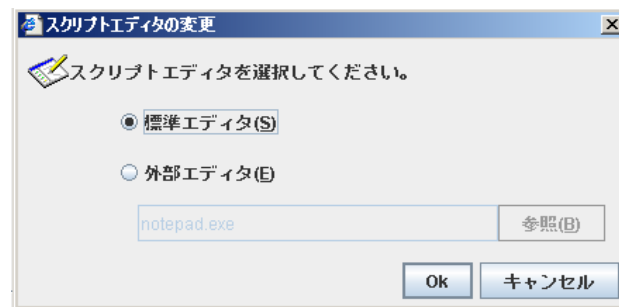 スクリプトエディタの変更
スクリプトエディタを選択してください。
標準エディタ(S)
外部エディタ(E)
notepad.exe 参照(B)
Ok キャンセル